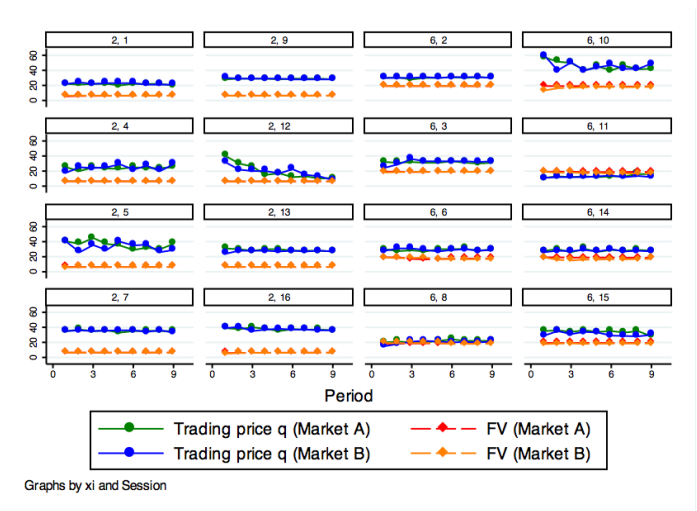 2, 1 2, 9 6, 2 6, 10
60
40
20
0
2, 4 2, 12 6, 3 6, 11
60
40
20
0
2, 5 2, 13 6, 6 6, 14
60
40
20
0
2, 7 2, 16 6, 8 6, 15
60
40
20
0
0 3 6 9 0 3 6 9 0 3 6 9 0 3 6 9
Period
Trading price q (Market A) FV (Market A)
Trading price q (Market B) FV (Market B)
Graphs by xi and Session